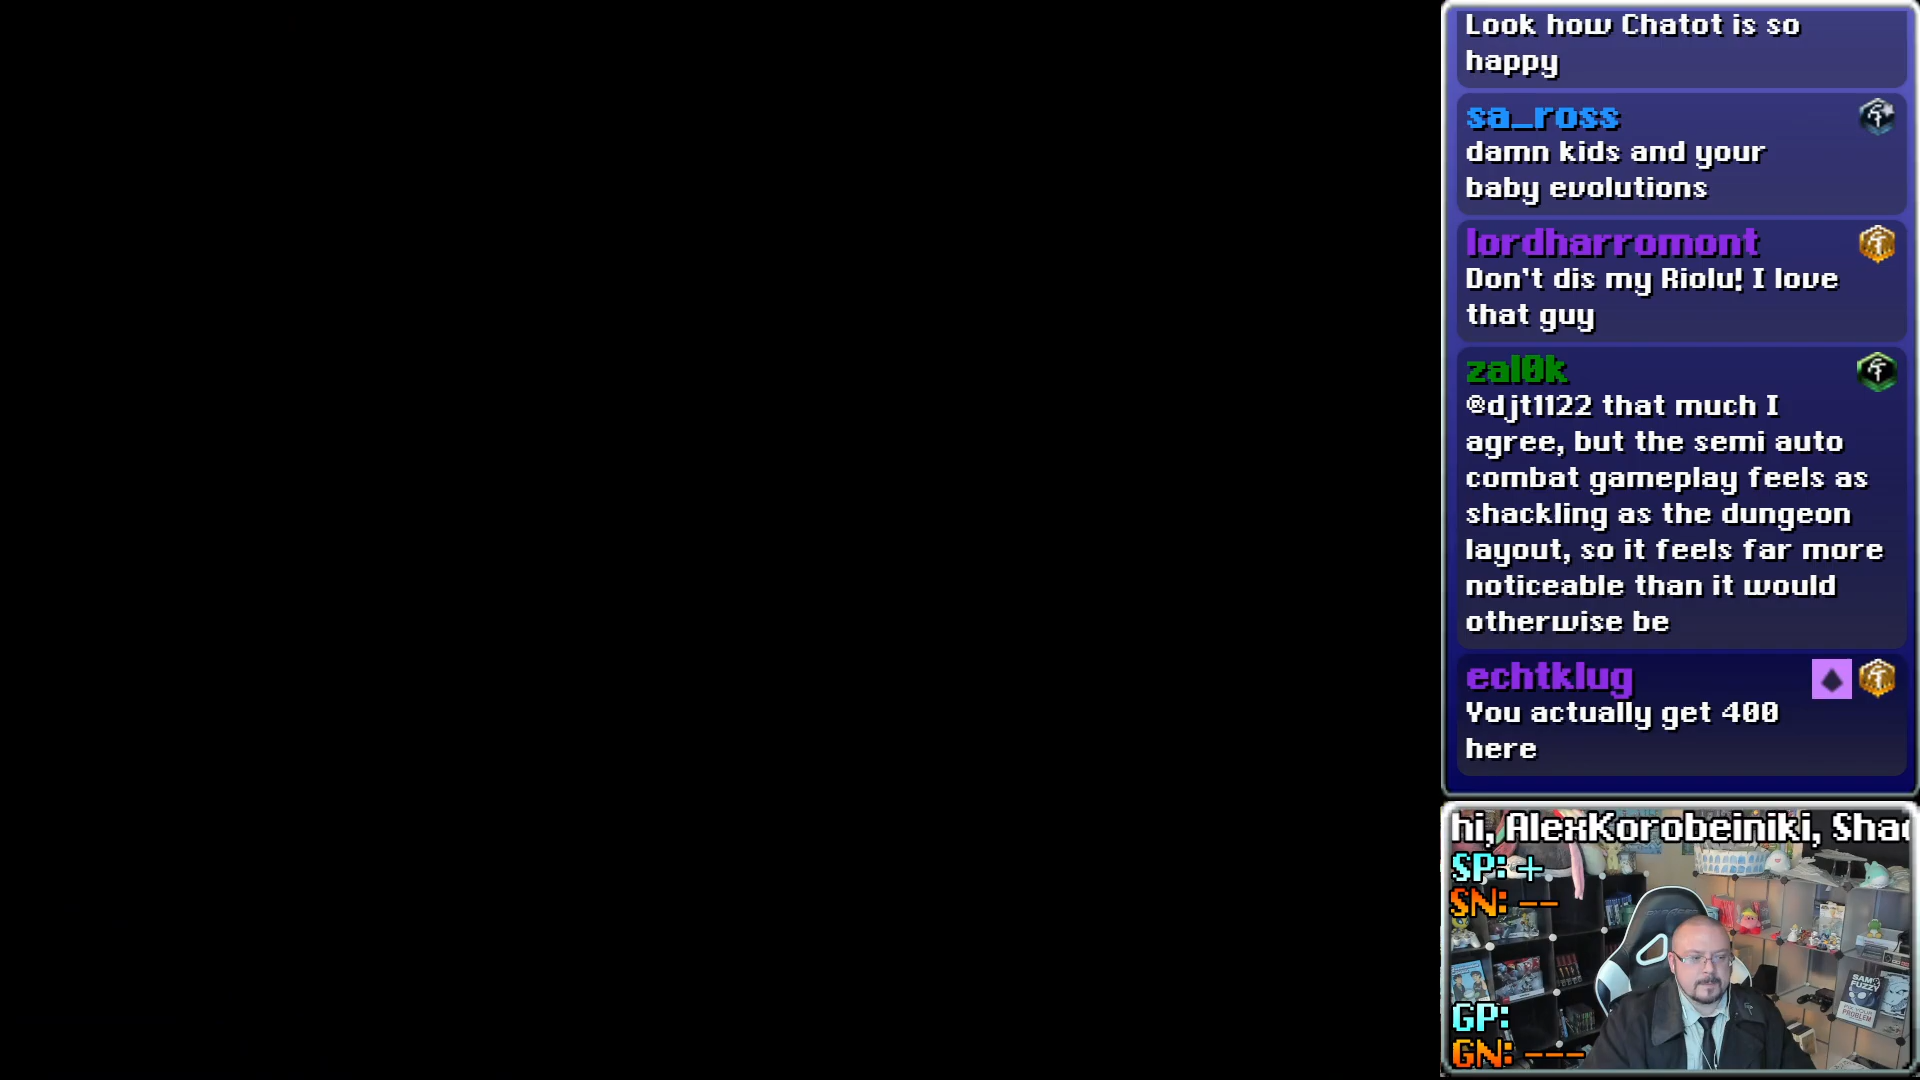 Look how Chatot is so
happy
sa_ross
damn kids and your
baby evolutions
lordharromont
Don't dis my Riolu! I love
that guy
zal0k
@djt1122 that much I
agree, but the semi auto
combat gameplay feels as
shackling as the dungeon
layout, so it feels far more
noticeable than it would
otherwise be
echtklug
You actually get 400
here
hi, AlexKorobeiniki, Shad
SP: +
SN: --
GP:
GN: ---